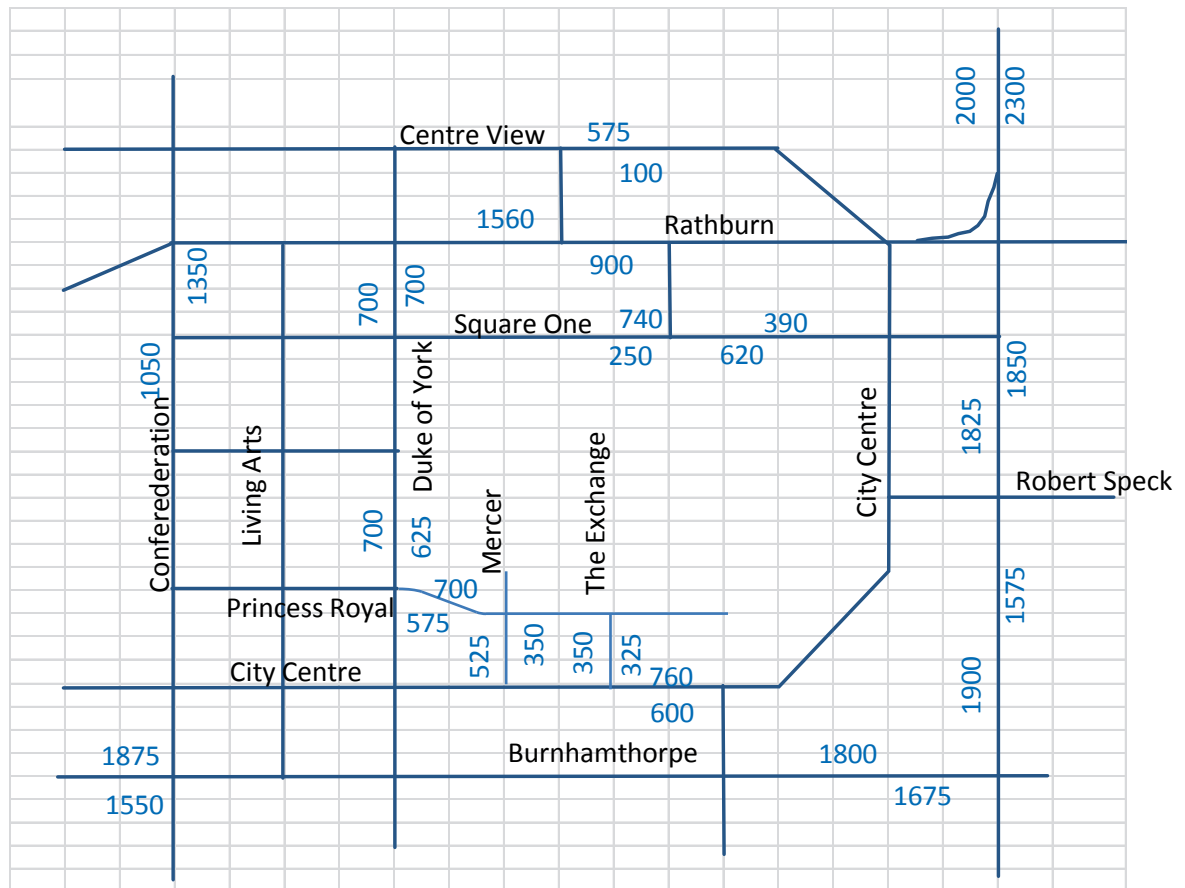 2000
2300
Centre View
575
100
1560
Rathburn
900
1350
700
700
Square One
740
390
250
620
1050
1850
1825
Conferederation
Living Arts
Duke of York
Mercer
The Exchange
City Centre
Robert Speck
700
625
700
Princess Royal
575
1575
525
350
350
325
City Centre
760
600
1900
Burnhamthorpe
1875
1800
1550
1675